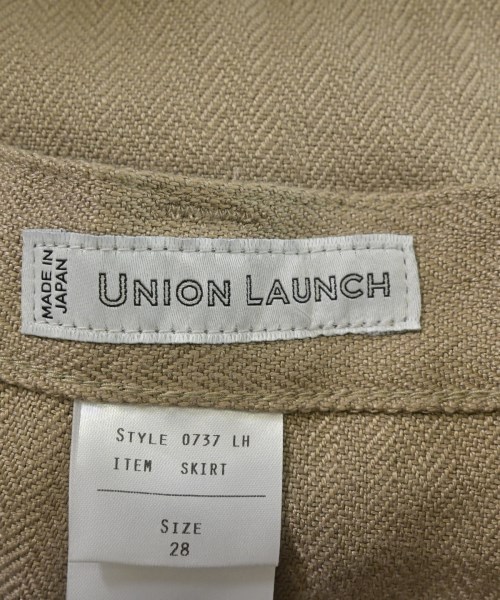 MADE IN
JAPAN
UNION LAUNCH
STYLE 0737 LH
ITEM SKIRT
SIZE
28